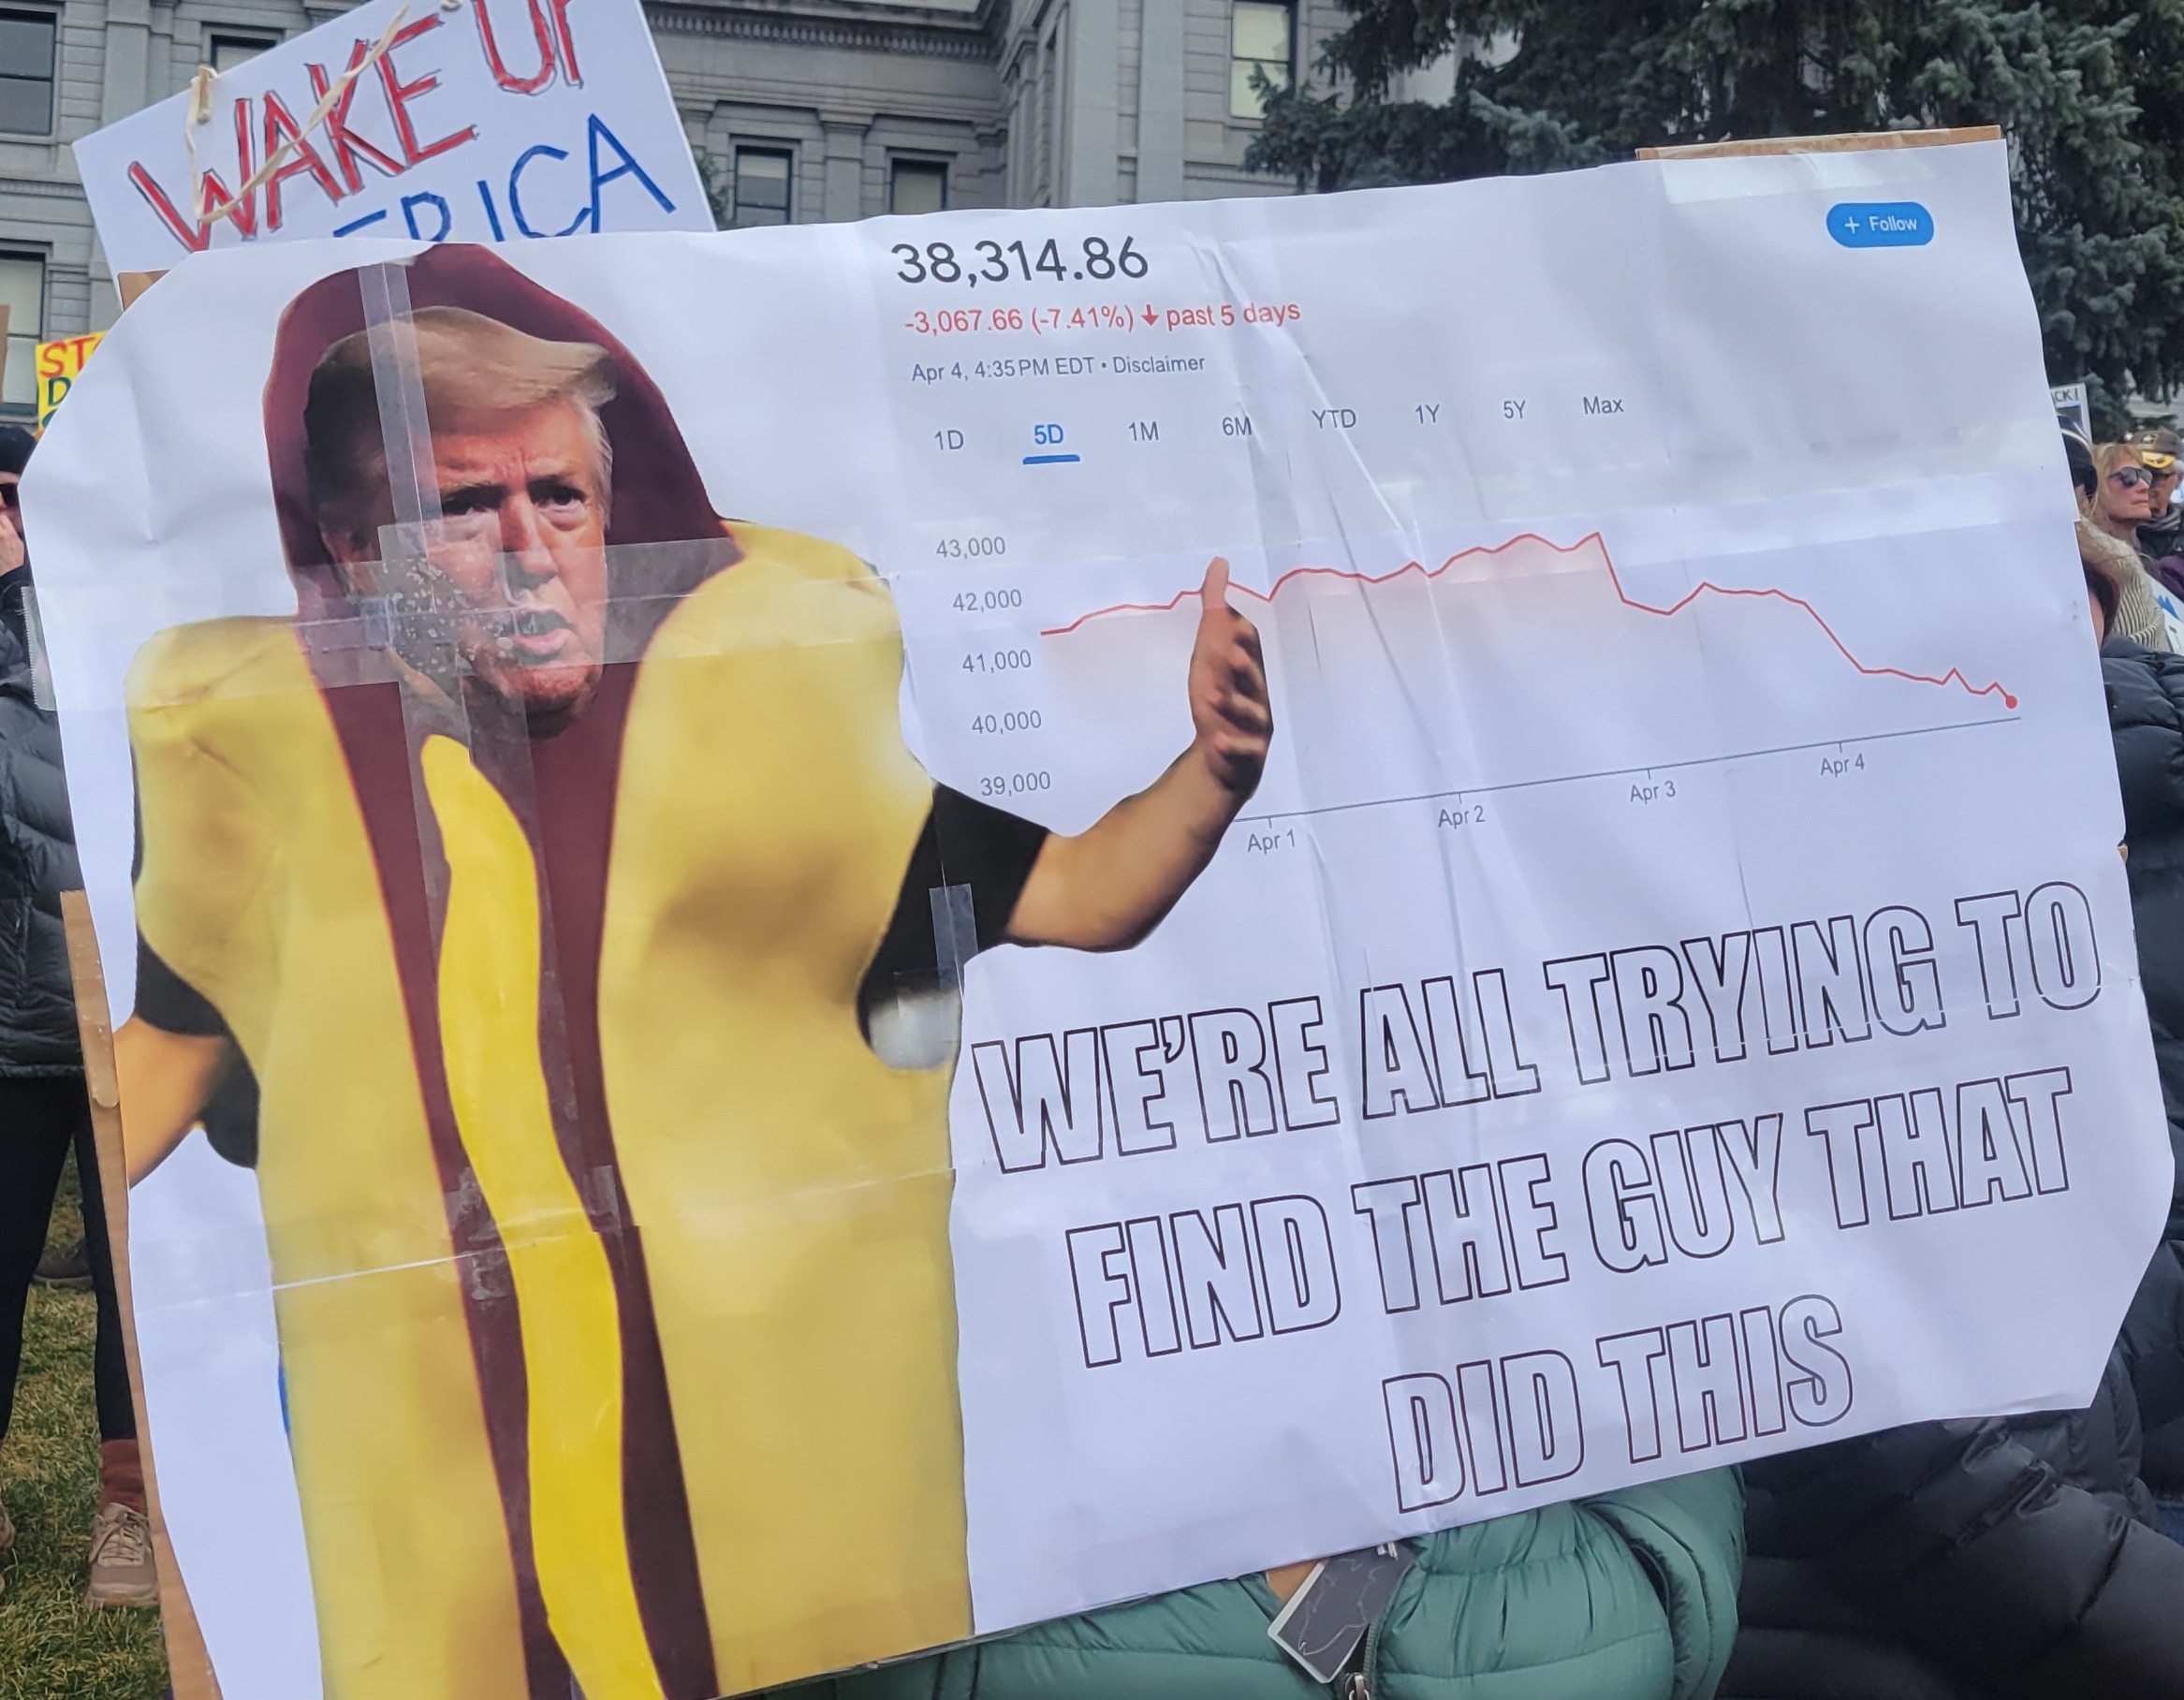 WAKE UP
ERICA
38,314.86
+ Follow
-3,067.66 (-7.41%) ↓ past 5 days
Apr 4, 4:35 PM EDT • Disclaimer
1D 5D 1M 6M YTD 1Y 5Y Max
43,000
42,000
41,000
40,000
39,000
Apr 1 Apr 2 Apr 3 Apr 4
WE'RE ALL TRYING TO
FIND THE GUY THAT
DID THIS
ST
D
CK!